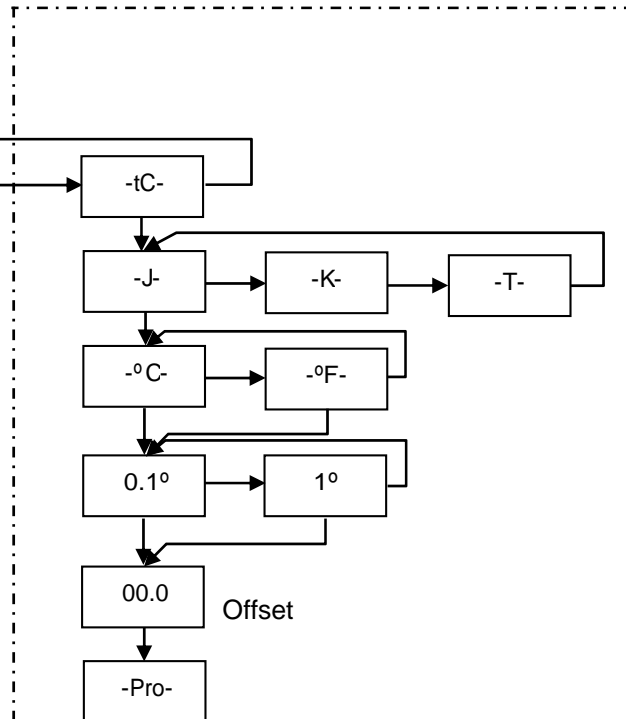 -tC-
-J-
-K-
-T-
-ºC-
-ºF-
0.1º
1º
00.0
Offset
-Pro-